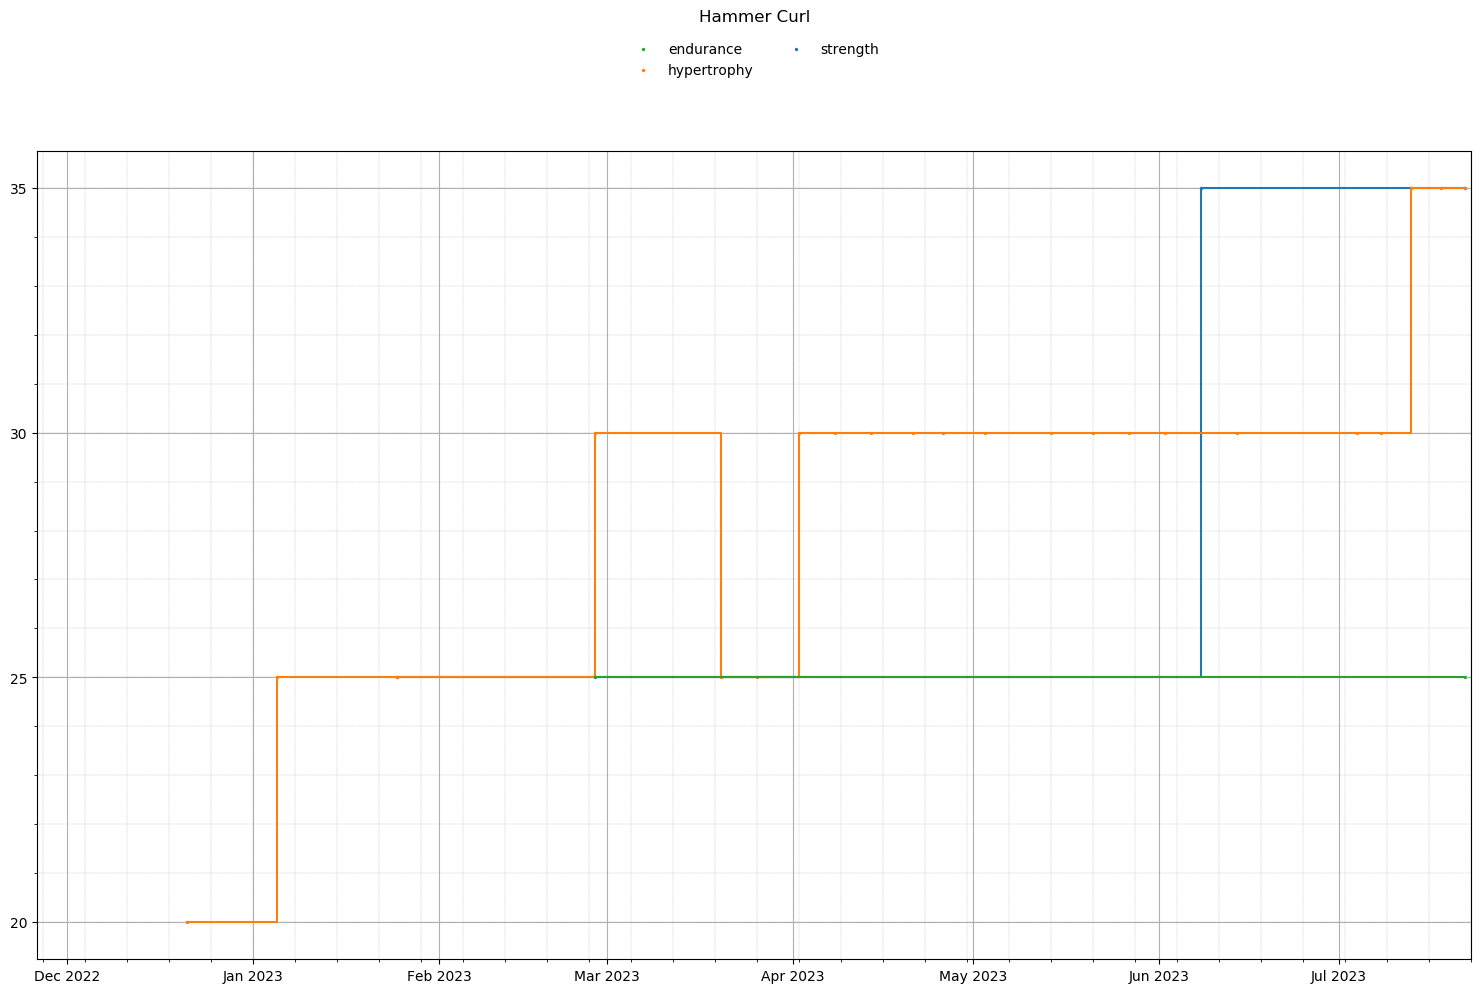 Hammer Curl
endurance
hypertrophy
strength
35
30
25
20
Dec 2022
Jan 2023
Feb 2023
Mar 2023
Apr 2023
May 2023
Jun 2023
Jul 2023